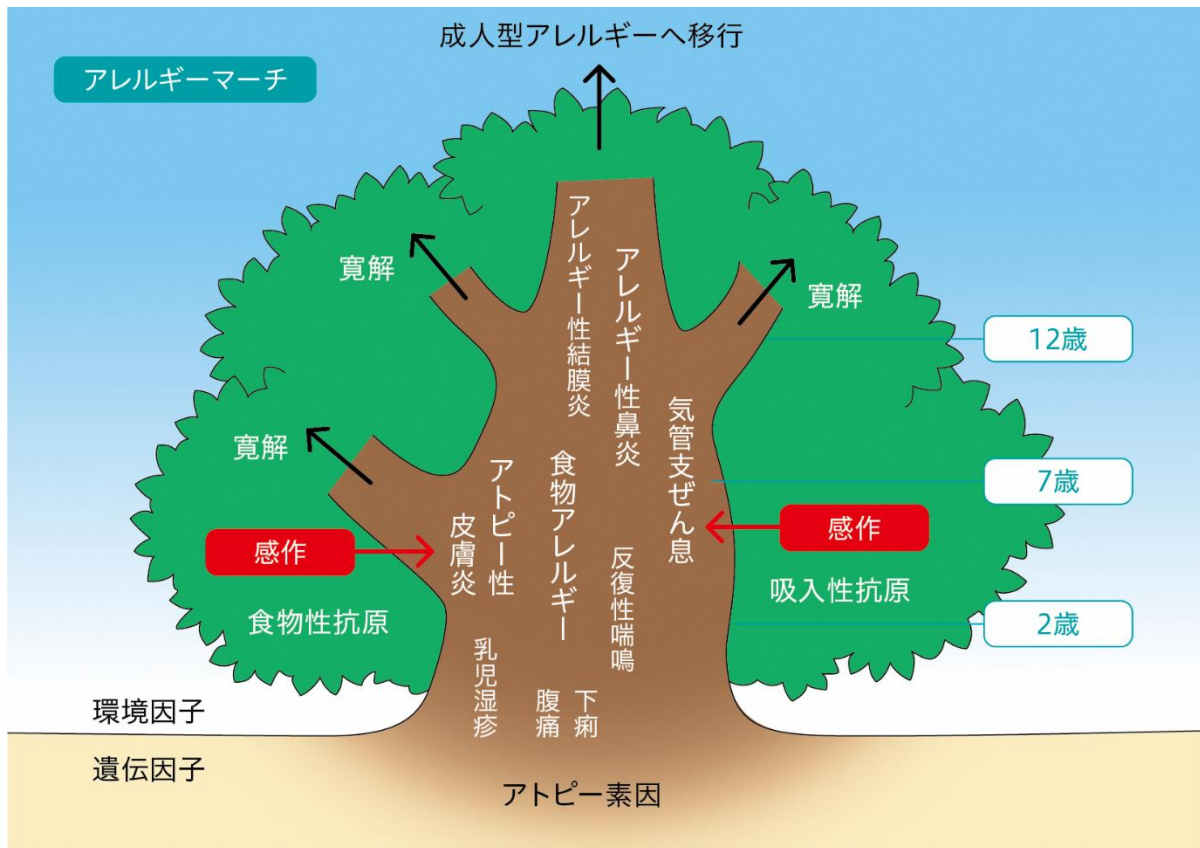 成人型アレルギーへ移行
アレルギーマーチ
アレルギー性結膜炎
アレルギー性鼻炎
寛解
寛解
12歳
気管支ぜん息
寛解
食物アレルギー
アトピー性
皮膚炎
7歳
感作
感作
反復性喘鳴
吸入性抗原
食物性抗原
2歳
乳児湿疹
下痢
腹痛
環境因子
遺伝因子
アトピー素因